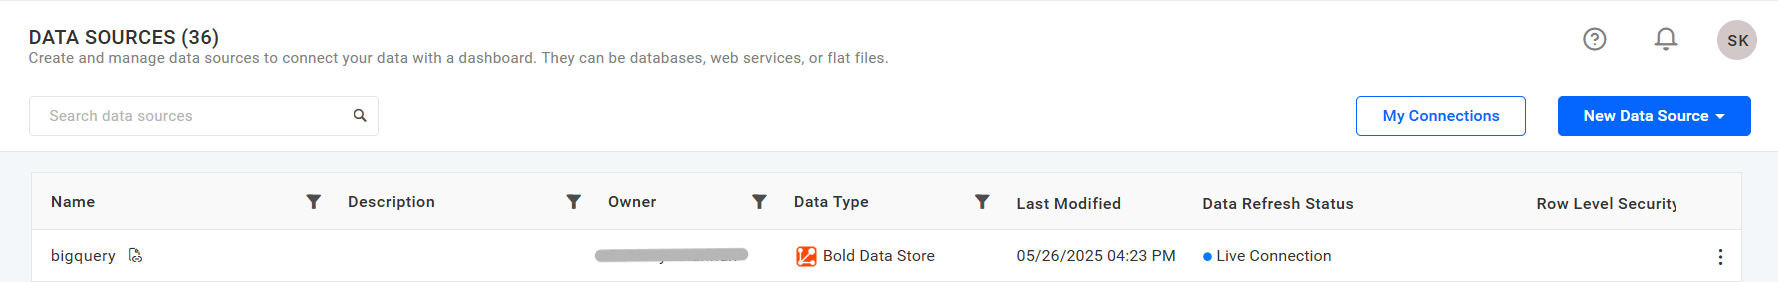 DATA SOURCES (36)
Create and manage data sources to connect your data with a dashboard. They can be databases, web services, or flat files.
SK
Search data sources
My Connections
New Data Source
Name Description Owner Data Type Last Modified Data Refresh Status Row Level Security
bigquery Bold Data Store 05/26/2025 04:23 PM Live Connection